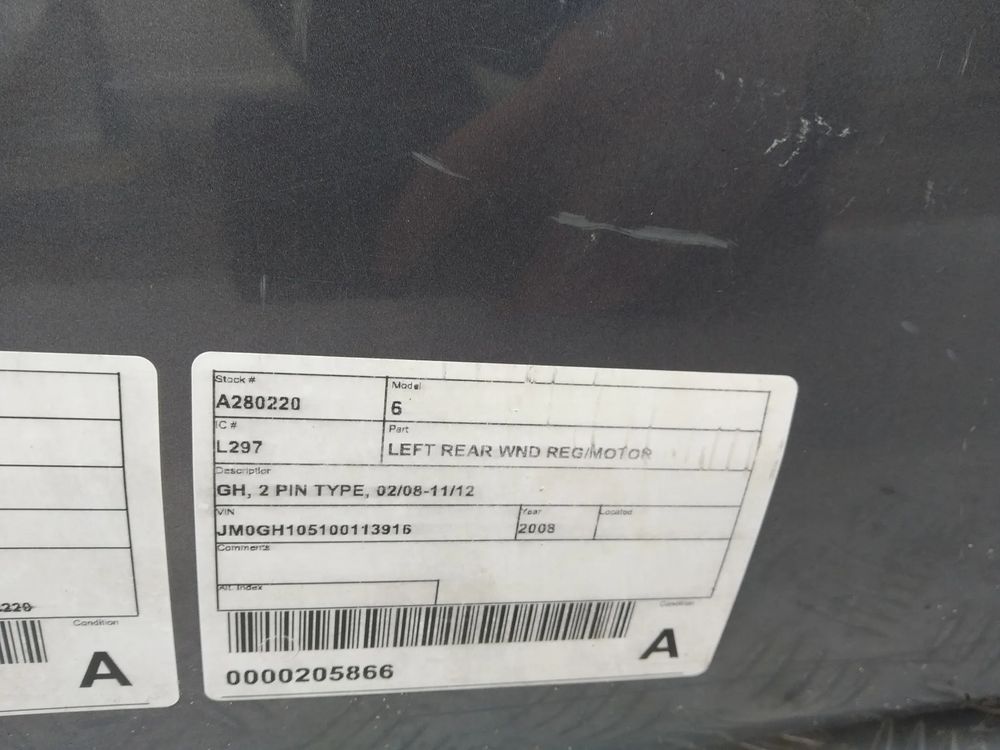 Stock # Model
A280220 6
IC # Part
L297 LEFT REAR WND REG/MOTOR
Description
GH, 2 PIN TYPE, 02/08-11/12
VIN Year Located
JM0GH105100113916 2008
Comments
Alt. Index
Condition
A
0000205866
220
Condition
A